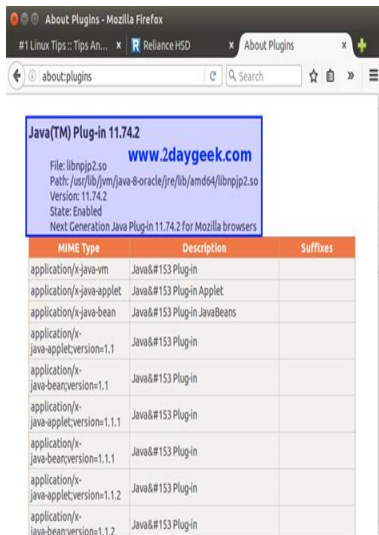 About Plugins - Mozilla Firefox
#1 Linux Tips :: Tips An... × Reliance HSD × About Plugins ×
about:plugins Search
Java(TM) Plug-in 11.74.2
www.2daygeek.com
File: libnpjp2.so
Path: /usr/lib/jvm/java-8-oracle/jre/lib/amd64/libnpjp2.so
Version: 11.74.2
State: Enabled
Next Generation Java Plug-in 11.74.2 for Mozilla browsers
MIME Type Description Suffixes
application/x-java-vm Java&#153 Plug-in
application/x-java-applet Java&#153 Plug-in Applet
application/x-java-bean Java&#153 Plug-in JavaBeans
application/x-
java-applet;version=1.1 Java&#153 Plug-in
application/x-
java-bean;version=1.1 Java&#153 Plug-in
application/x-
java-applet;version=1.1.1 Java&#153 Plug-in
application/x-
java-bean;version=1.1.1 Java&#153 Plug-in
application/x-
java-applet;version=1.1.2 Java&#153 Plug-in
application/x-
java-bean;version=1.1.2 Java&#153 Plug-in